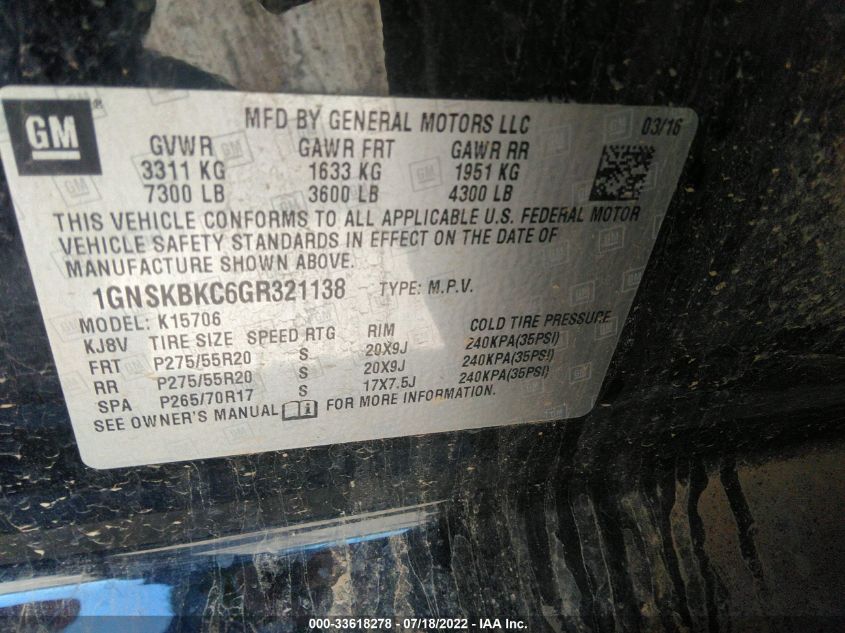 GM
MFD BY GENERAL MOTORS LLC 03/16
GVWR GAWR FRT GAWR RR
3311 KG 1633 KG 1951 KG
7300 LB 3600 LB 4300 LB
THIS VEHICLE CONFORMS TO ALL APPLICABLE U.S. FEDERAL MOTOR
VEHICLE SAFETY STANDARDS IN EFFECT ON THE DATE OF
MANUFACTURE SHOWN ABOVE.
1GNSKBKC6GR321138 TYPE: M.P.V.
MODEL: K15706
KJ8V TIRE SIZE SPEED RTG RIM COLD TIRE PRESSURE
FRT P275/55R20 S 20X9J 240KPA(35PSI)
RR P275/55R20 S 20X9J 240KPA(35PSI)
SPA P265/70R17 S 17X7.5J 240KPA(35PSI)
SEE OWNER'S MANUAL FOR MORE INFORMATION.
000-33618278 - 07/18/2022 - IAA Inc.